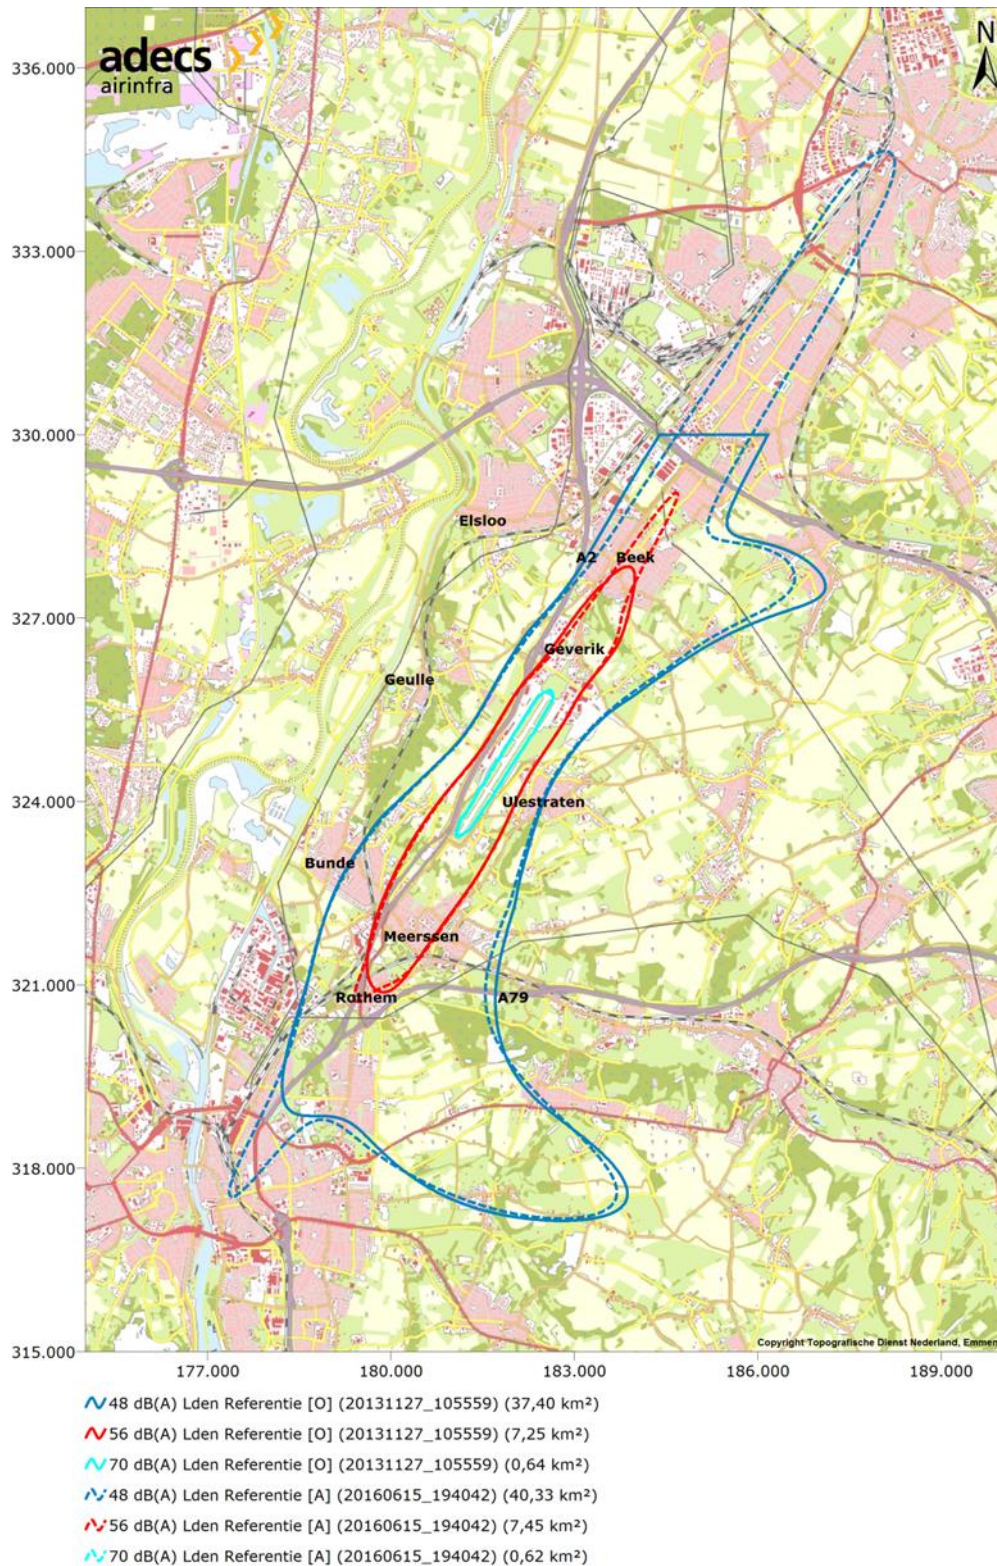 adecs
airinfra
N
336.000
333.000
330.000
Elsloo
A2 Beek
327.000
Geverik
Geulle
324.000
Ulestraten
Bunde
Meerssen
321.000
Rothem
A79
318.000
Copyright Topografische Dienst Nederland, Emmen
315.000
177.000 180.000 183.000 186.000 189.000
48 dB(A) Lden Referentie [O] (20131127_105559) (37,40 km²)
56 dB(A) Lden Referentie [O] (20131127_105559) (7,25 km²)
70 dB(A) Lden Referentie [O] (20131127_105559) (0,64 km²)
48 dB(A) Lden Referentie [A] (20160615_194042) (40,33 km²)
56 dB(A) Lden Referentie [A] (20160615_194042) (7,45 km²)
70 dB(A) Lden Referentie [A] (20160615_194042) (0,62 km²)